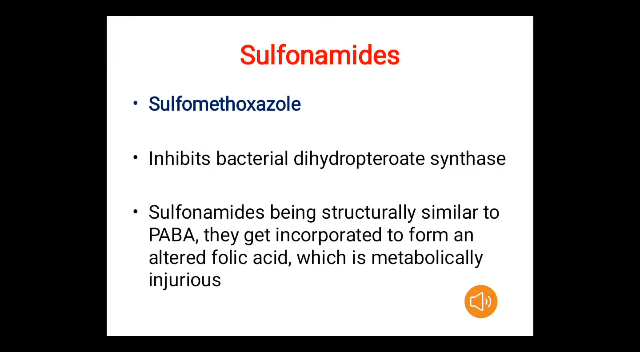 Sulfonamides
• Sulfomethoxazole
• Inhibits bacterial dihydropteroate synthase
• Sulfonamides being structurally similar to
PABA, they get incorporated to form an
altered folic acid, which is metabolically
injurious